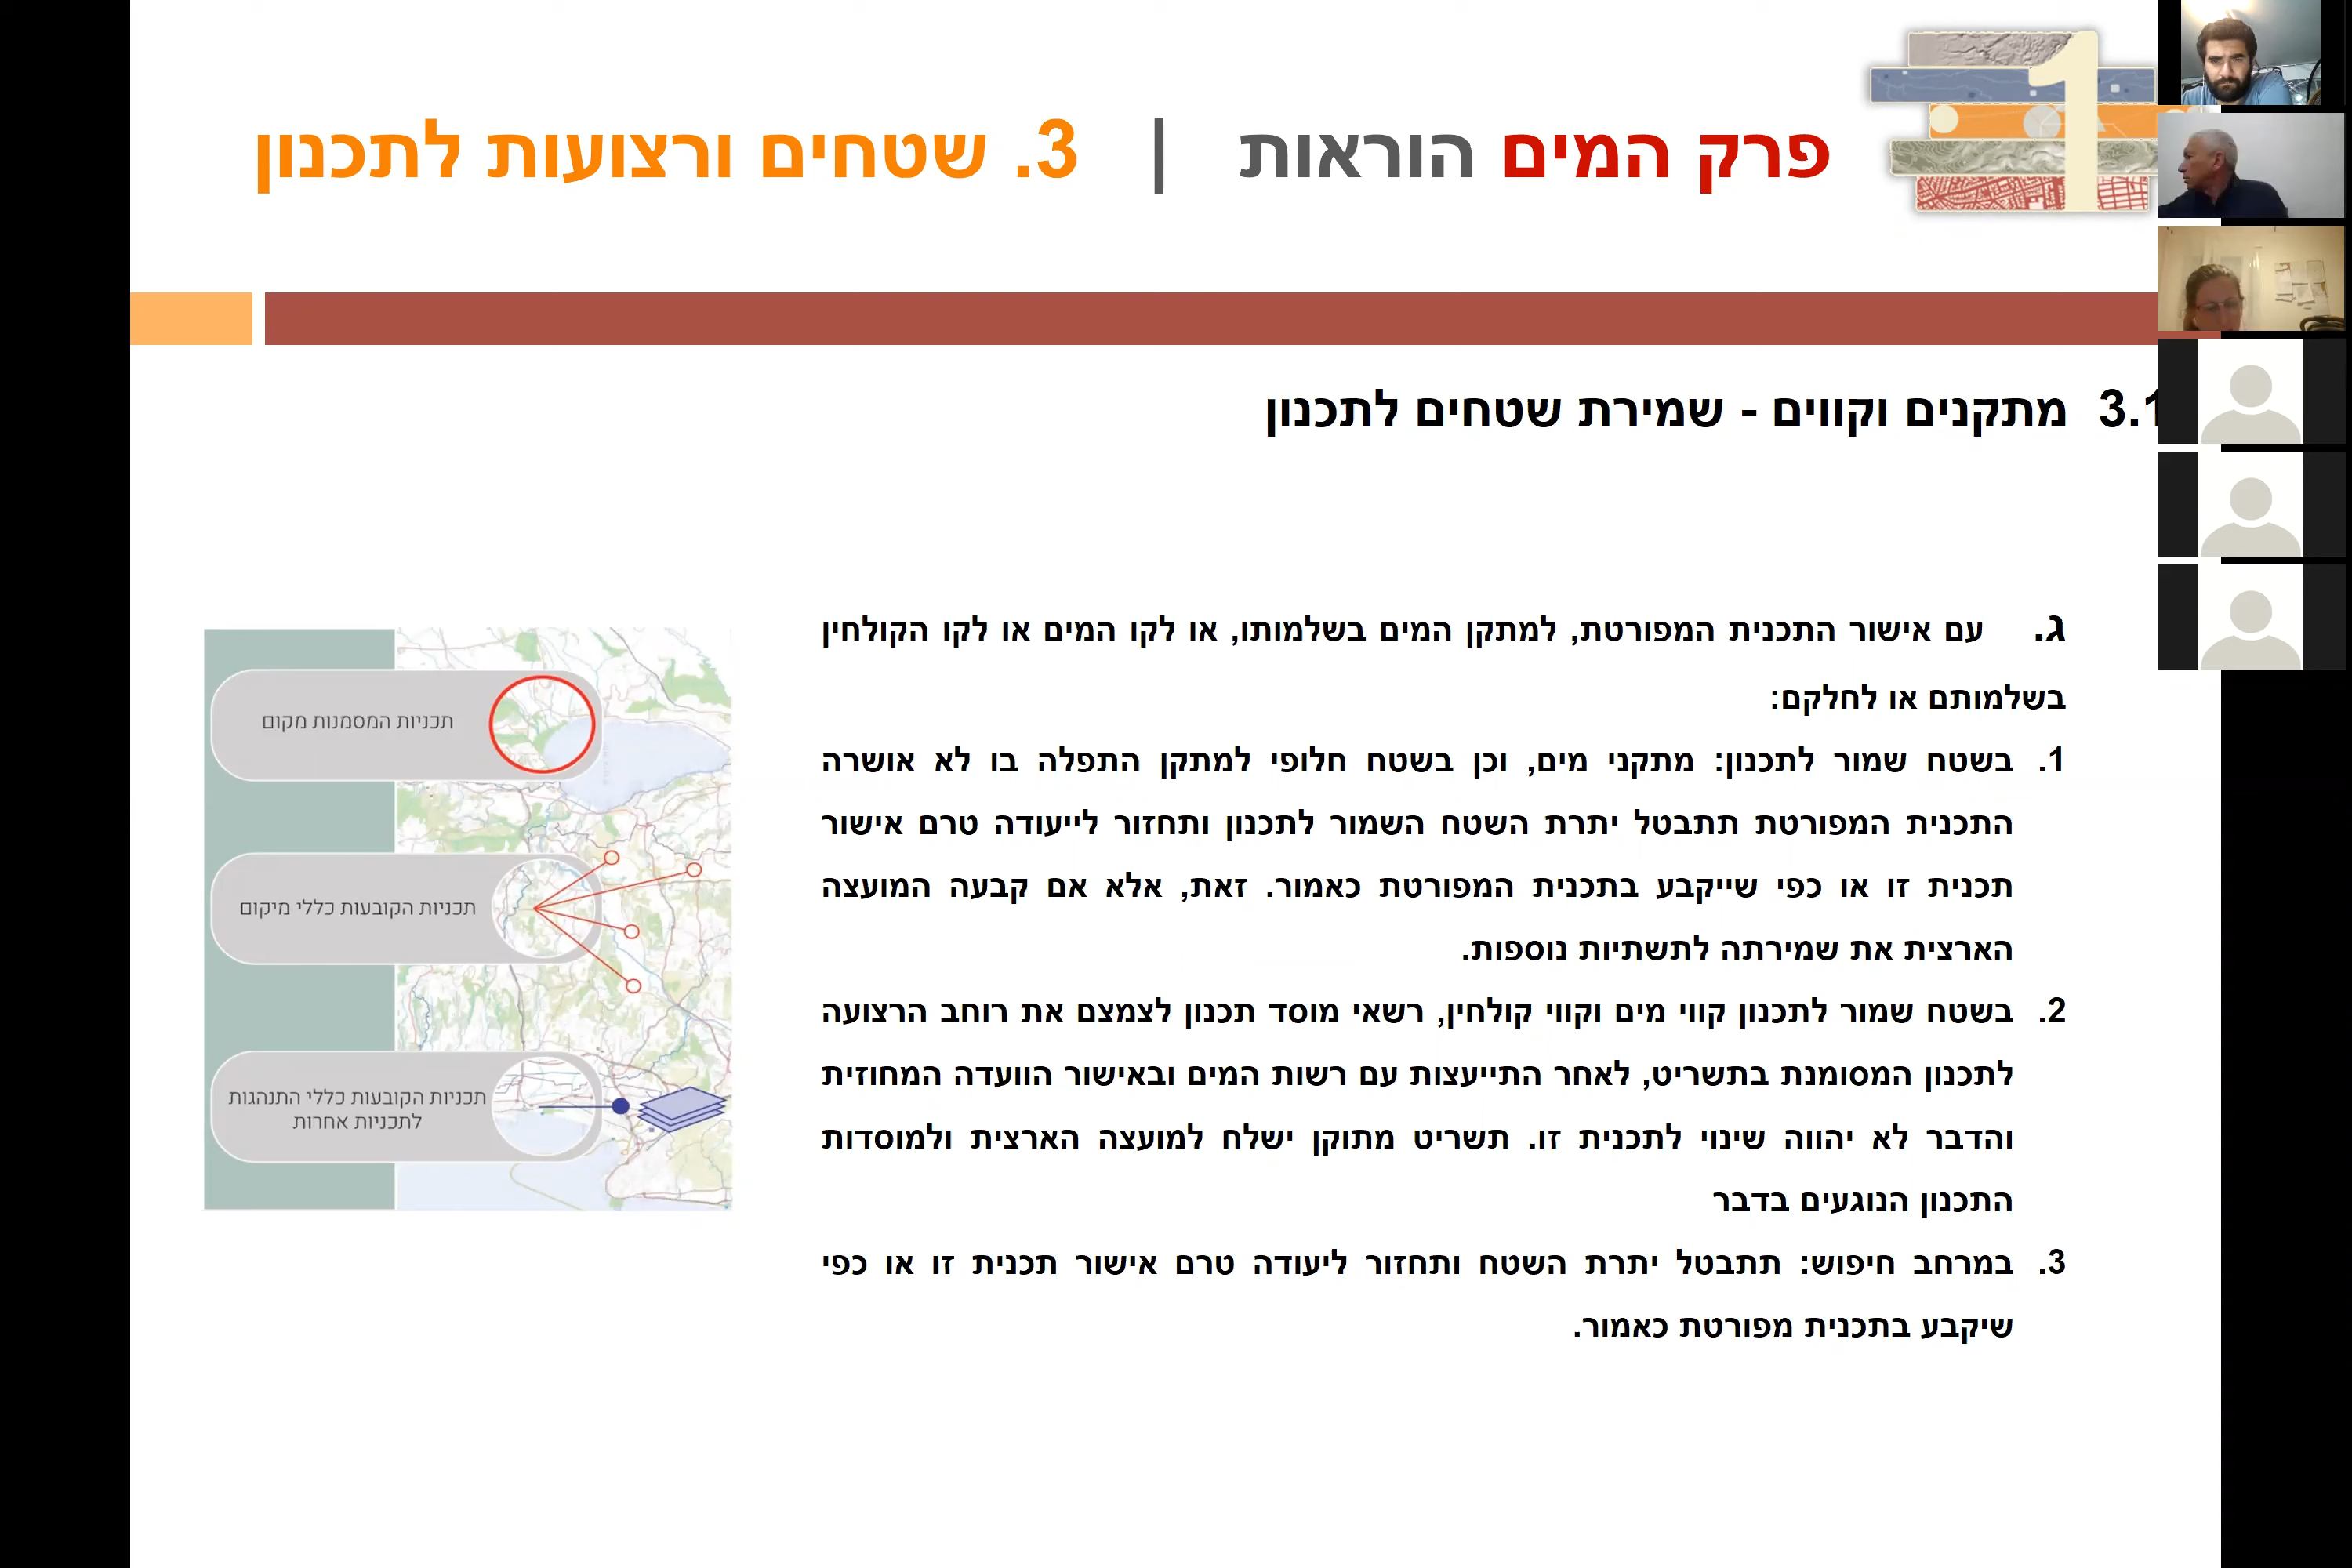 1
פרק המים הוראות | 3. שטחים ורצועות לתכנון
3.1 מתקנים וקווים - שמירת שטחים לתכנון
ג. עם אישור התכנית המפורטת, למתקן המים בשלמותו, או לקו המים או לקו הקולחין
בשלמותם או לחלקם:
1. בשטח שמור לתכנון: מתקני מים, וכן בשטח חלופי למתקן התפלה בו לא אושרה
התכנית המפורטת תתבטל יתרת השטח השמור לתכנון ותחזור לייעודה טרם אישור
תכנית זו או כפי שייקבע בתכנית המפורטת כאמור. זאת, אלא אם קבעה המועצה
הארצית את שמירתה לתשתיות נוספות.
2. בשטח שמור לתכנון קווי מים וקווי קולחין, רשאי מוסד תכנון לצמצם את רוחב הרצועה
לתכנון המסומנת בתשריט, לאחר התייעצות עם רשות המים ובאישור הוועדה המחוזית
והדבר לא יהווה שינוי לתכנית זו. תשריט מתוקן ישלח למועצה הארצית ולמוסדות
התכנון הנוגעים בדבר
3. במרחב חיפוש: תתבטל יתרת השטח ותחזור ליעודה טרם אישור תכנית זו או כפי
שיקבע בתכנית מפורטת כאמור.
תכניות המסמנות מקום
תכניות הקובעות כללי מיקום
תכניות הקובעות כללי התנהגות
לתכניות אחרות